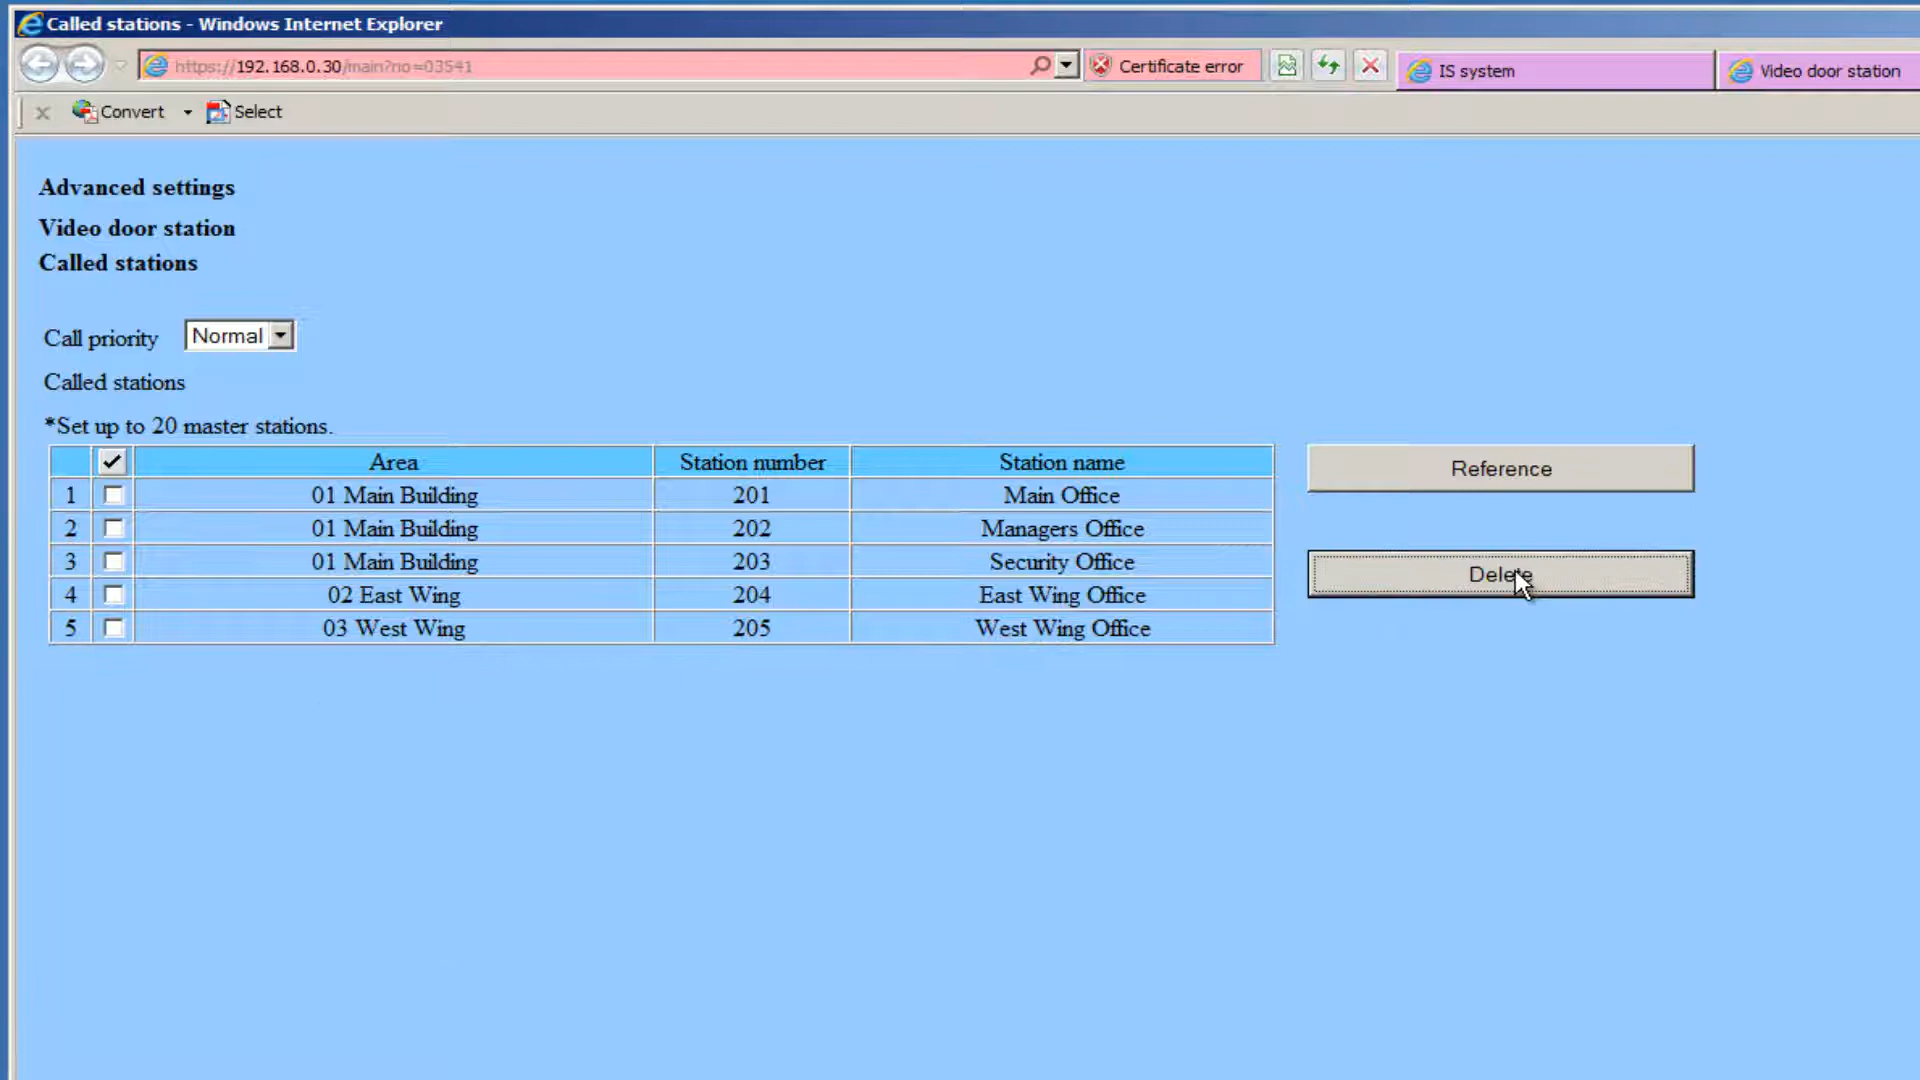 Called stations - Windows Internet Explorer
https://192.168.0.30/main?no=03541
Certificate error
IS system
Video door station
Convert
Select
Advanced settings
Video door station
Called stations
Call priority Normal
Called stations
*Set up to 20 master stations.
Area Station number Station name
1 01 Main Building 201 Main Office
2 01 Main Building 202 Managers Office
3 01 Main Building 203 Security Office
4 02 East Wing 204 East Wing Office
5 03 West Wing 205 West Wing Office
Reference
Delete